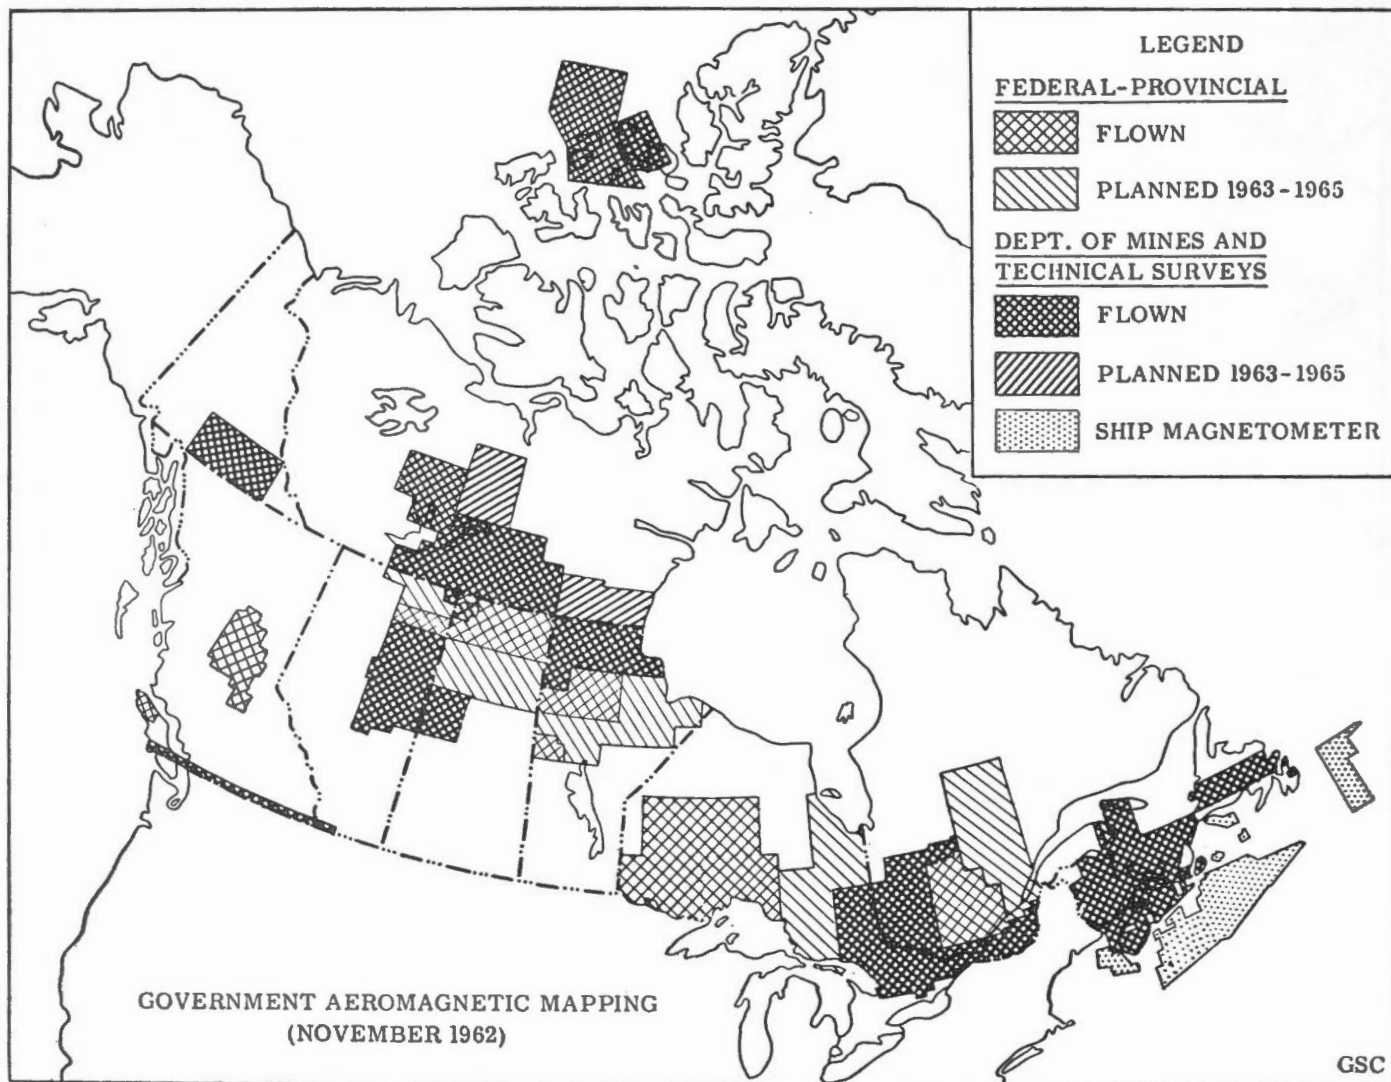 LEGEND
FEDERAL-PROVINCIAL
FLOWN
PLANNED 1963-1965
DEPT. OF MINES AND
TECHNICAL SURVEYS
FLOWN
PLANNED 1963-1965
SHIP MAGNETOMETER
GOVERNMENT AEROMAGNETIC MAPPING
(NOVEMBER 1962)
GSC